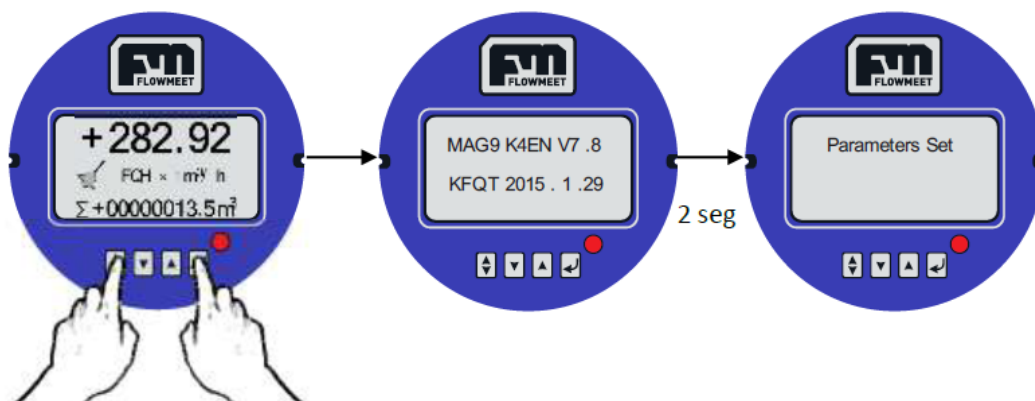 FLOWMEET
+282.92
FQH × m³/ h
Σ+00000013.5m³
FLOWMEET
MAG9 K4EN V7 .8
KFQT 2015 . 1 .29
2 seg
FLOWMEET
Parameters Set